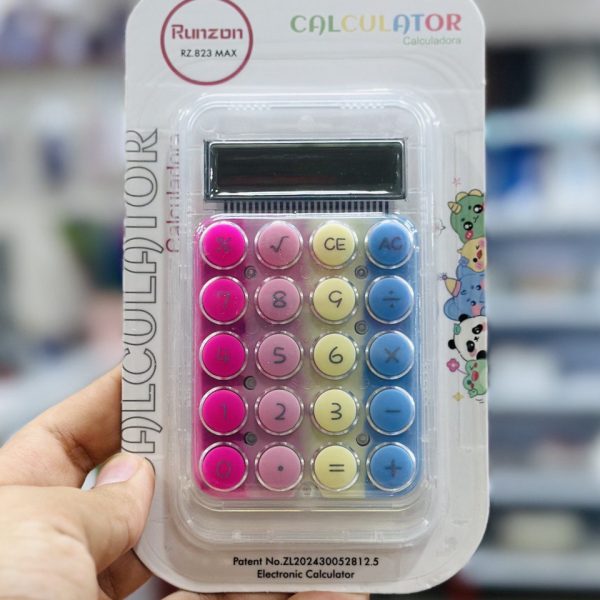 Runzon
RZ.823 MAX
CALCULATOR
Calculadora
CALCULATOR
Calculadora
% √ CE AC
7 8 9 ÷
4 5 6 ×
1 2 3 −
0 . = +
Patent No.ZL202430052812.5
Electronic Calculator